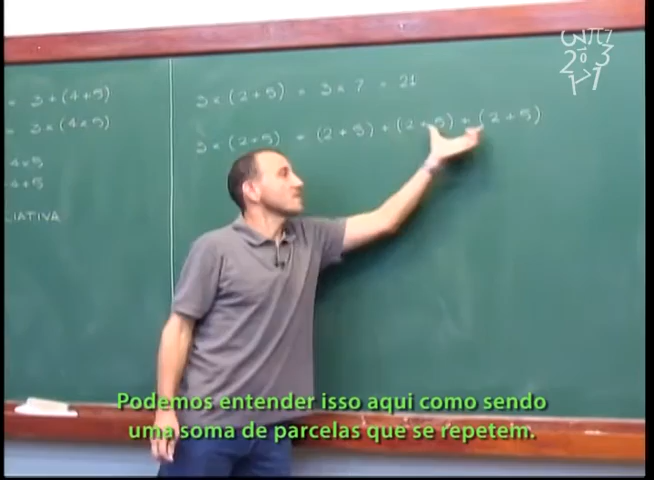 = 3+(4+5)
= 3×(4×5)
4×5
4+5
IATIVA
3×(2+5) = 3×7 = 21
3×(2+5) = (2+5)+(2+5)+(2+5)
Podemos entender isso aqui como sendo
uma soma de parcelas que se repetem.